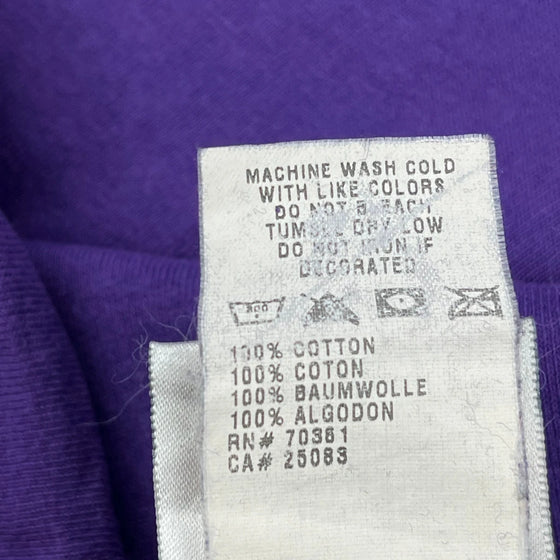 MACHINE WASH COLD
WITH LIKE COLORS
DO NOT BLEACH
TUMBLE DRY LOW
DO NOT IRON IF
DECORATED
100% COTTON
100% COTON
100% BAUMWOLLE
100% ALGODON
RN# 70361
CA# 25083